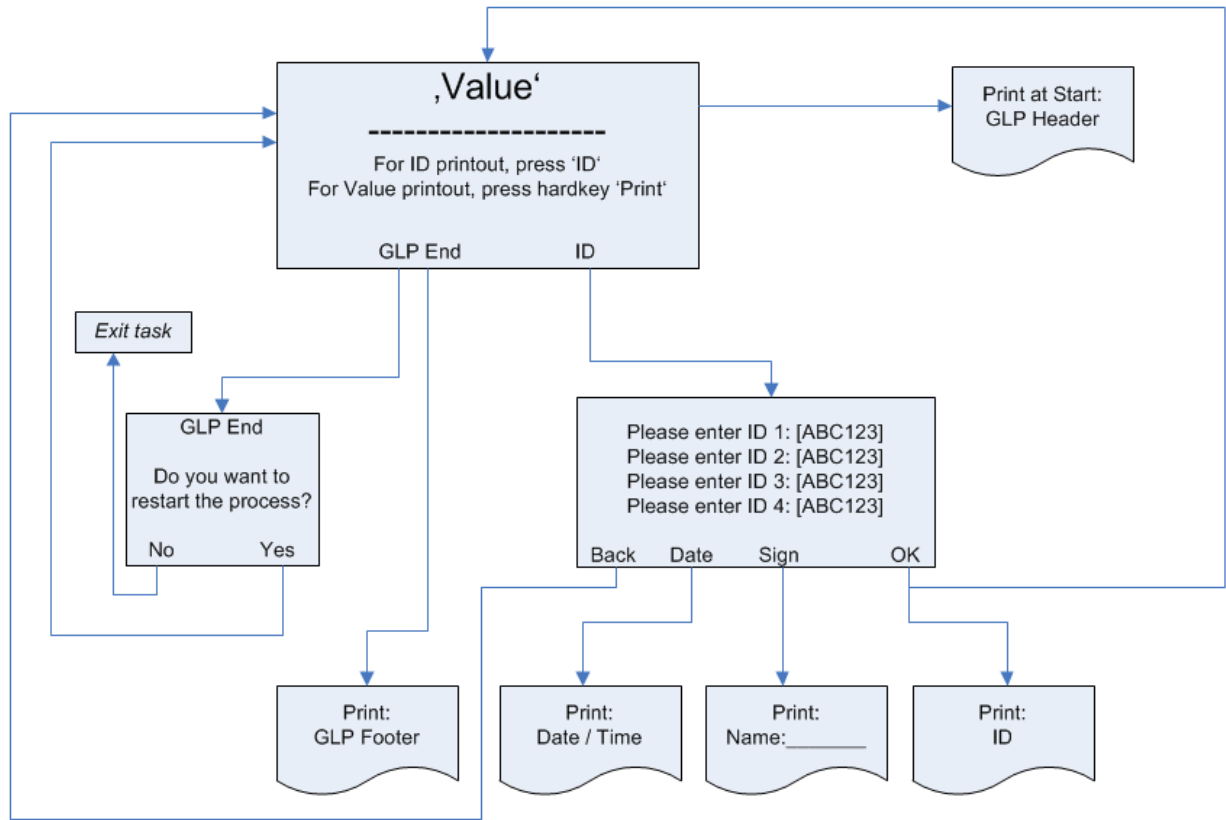 ‚Value‘
--------------------
For ID printout, press ‘ID‘
For Value printout, press hardkey ‘Print‘
GLP End ID
Print at Start:
GLP Header
Exit task
GLP End
Do you want to
restart the process?
No Yes
Please enter ID 1: [ABC123]
Please enter ID 2: [ABC123]
Please enter ID 3: [ABC123]
Please enter ID 4: [ABC123]
Back Date Sign OK
Print:
GLP Footer
Print:
Date / Time
Print:
Name:_______
Print:
ID